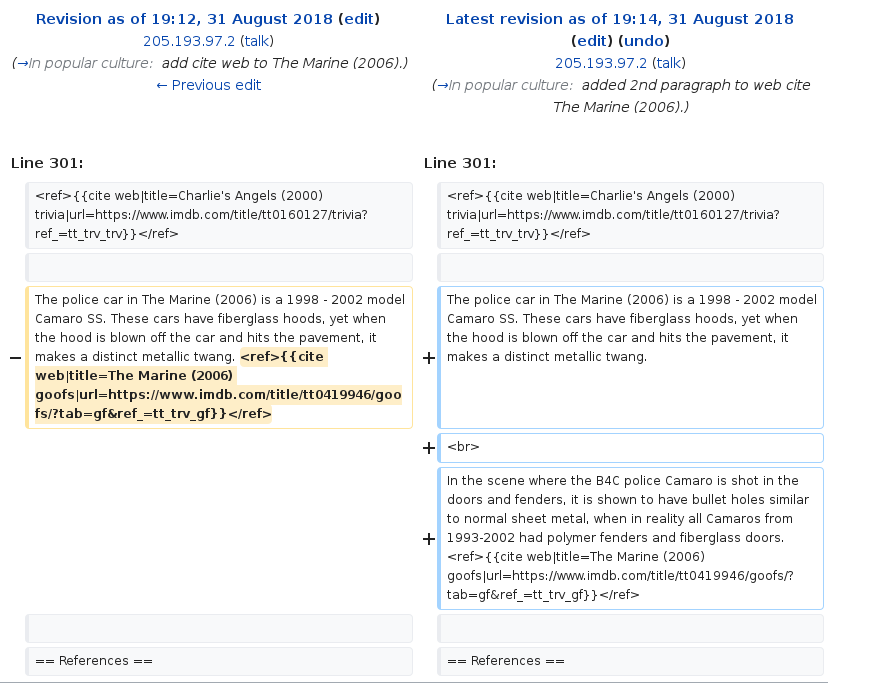 Revision as of 19:12, 31 August 2018 (edit)
205.193.97.2 (talk)
(→In popular culture: add cite web to The Marine (2006).)
← Previous edit
Latest revision as of 19:14, 31 August 2018
(edit) (undo)
205.193.97.2 (talk)
(→In popular culture: added 2nd paragraph to web cite
The Marine (2006).)
Line 301:
Line 301:
<ref>{{cite web|title=Charlie's Angels (2000)
trivia|url=https://www.imdb.com/title/tt0160127/trivia?
ref_=tt_trv_trv}}</ref>
<ref>{{cite web|title=Charlie's Angels (2000)
trivia|url=https://www.imdb.com/title/tt0160127/trivia?
ref_=tt_trv_trv}}</ref>
−
The police car in The Marine (2006) is a 1998 - 2002 model
Camaro SS. These cars have fiberglass hoods, yet when
the hood is blown off the car and hits the pavement, it
makes a distinct metallic twang. <ref>{{cite
web|title=The Marine (2006)
goofs|url=https://www.imdb.com/title/tt0419946/goo
fs/?tab=gf&ref_=tt_trv_gf}}</ref>
+
The police car in The Marine (2006) is a 1998 - 2002 model
Camaro SS. These cars have fiberglass hoods, yet when
the hood is blown off the car and hits the pavement, it
makes a distinct metallic twang.
+
<br>
+
In the scene where the B4C police Camaro is shot in the
doors and fenders, it is shown to have bullet holes similar
to normal sheet metal, when in reality all Camaros from
1993-2002 had polymer fenders and fiberglass doors.
<ref>{{cite web|title=The Marine (2006)
goofs|url=https://www.imdb.com/title/tt0419946/goofs/?
tab=gf&ref_=tt_trv_gf}}</ref>
== References ==
== References ==